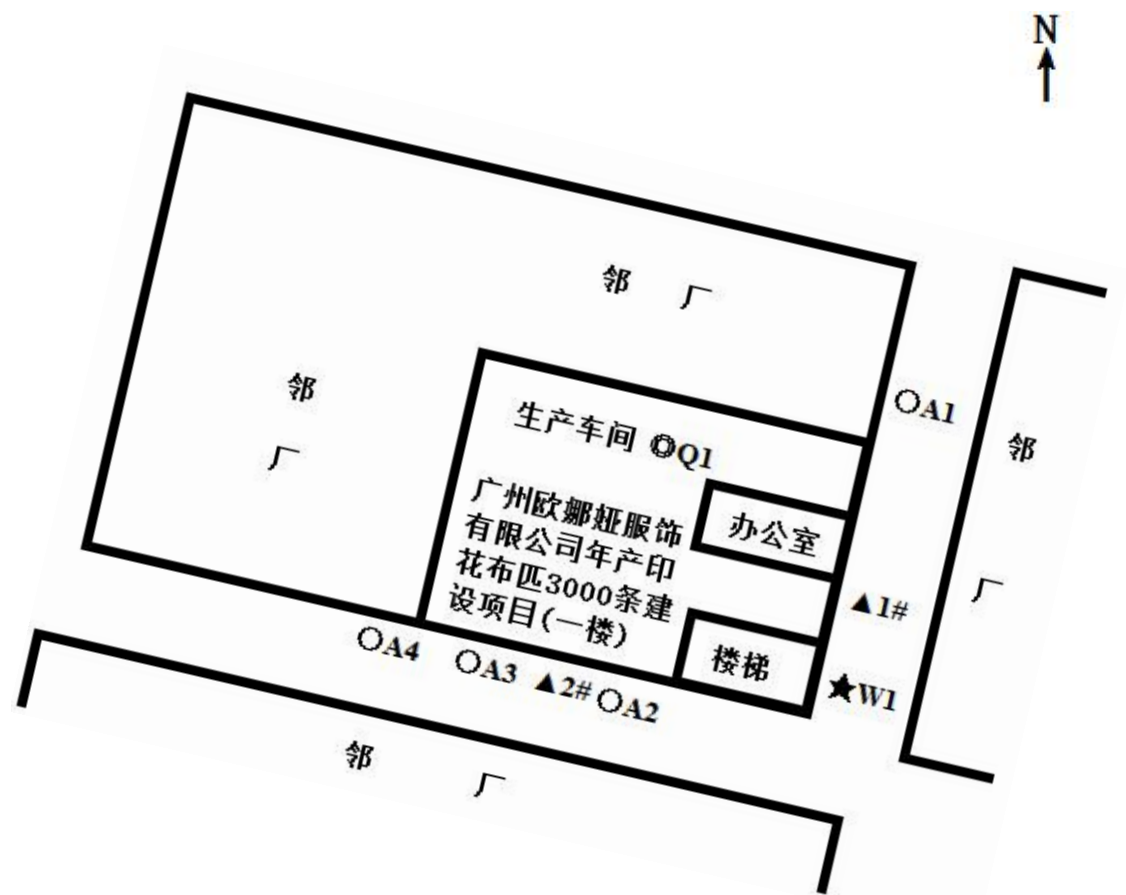 N
邻 厂
邻
厂
生产车间 ◎Q1
广州欧娜娅服饰
有限公司年产印
花布匹3000条建
设项目(一楼)
办公室
楼梯
○A1
邻
厂
▲1#
★W1
○A4
○A3
▲2#
○A2
邻 厂